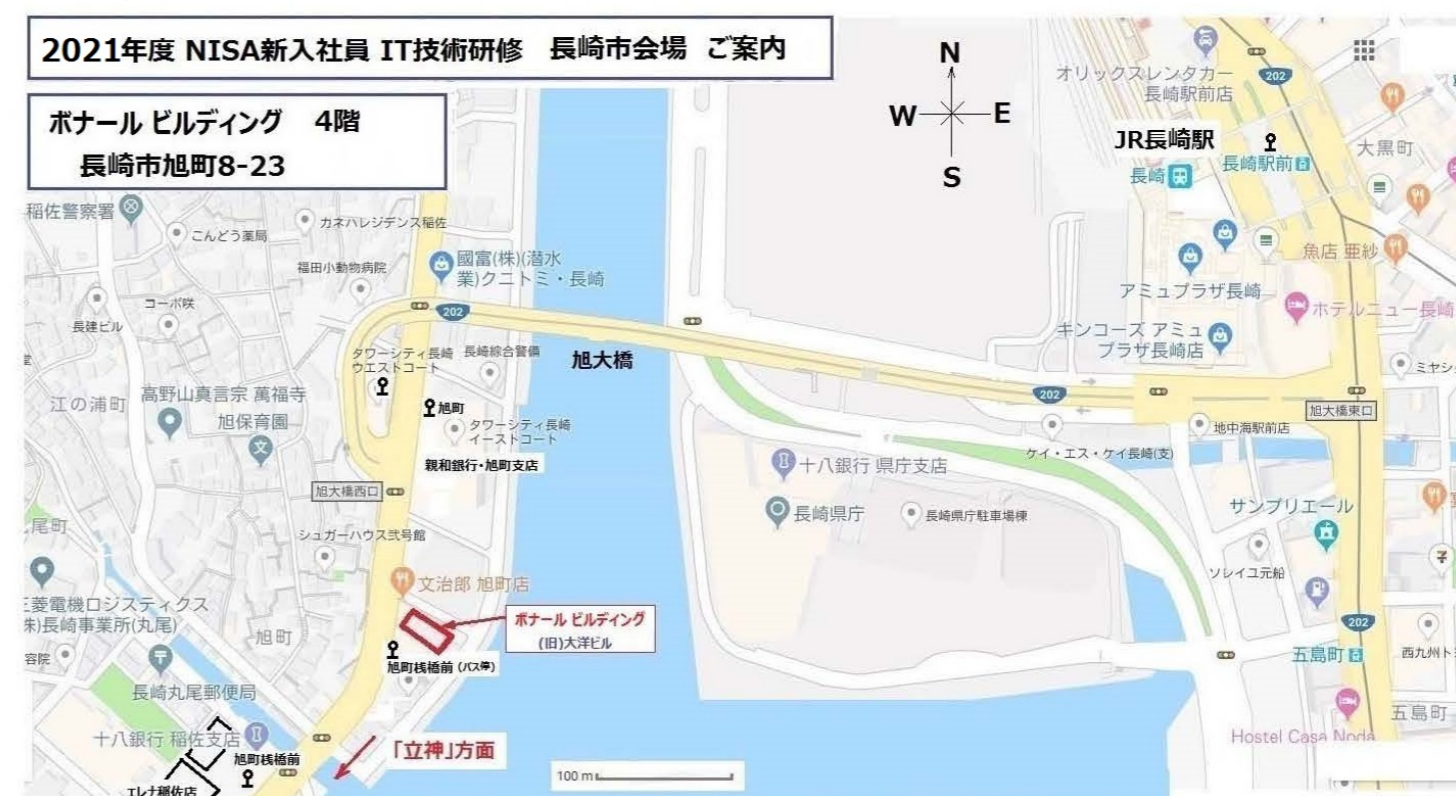 2021年度 NISA新入社員 IT技術研修 長崎市会場 ご案内
ボナール ビルディング 4階
長崎市旭町8-23
N
W
E
S
オリックスレンタカー
長崎駅前店
202
JR長崎駅
長崎駅前
長崎
大黒町
稲佐警察署
こんどう薬局
カネハレジデンス稲佐
福田小動物病院
國富(株)(潜水
業)クニトミ・長崎
魚店 亜紗
アミュプラザ長崎
ホテルニュー長崎
コーポ咲
長建ビル
202
キンコーズ アミュ
プラザ長崎店
旭大橋
タワーシティ長崎
ウエストコート
長崎綜合警備
ミヤシ
202
江の浦町
高野山真言宗 萬福寺
旭保育園
旭町
タワーシティ長崎
イーストコート
旭大橋東口
地中海駅前店
ケイ・エス・ケイ長崎(支)
親和銀行・旭町支店
十八銀行 県庁支店
旭大橋西口
長崎県庁
長崎県庁駐車場棟
サンプリエール
尾町
シュガーハウス弐号館
ソレイユ元船
文治郎 旭町店
三菱電機ロジスティクス
株)長崎事業所(丸尾)
旭町
ボナール ビルディング
(旧)大洋ビル
202
五島町
西九州ト
容院
旭町桟橋前 (バス停)
長崎丸尾郵便局
五島町
十八銀行 稲佐支店
Hostel Casa Noda
旭町桟橋前
「立神」方面
エレナ稲佐店
100 m